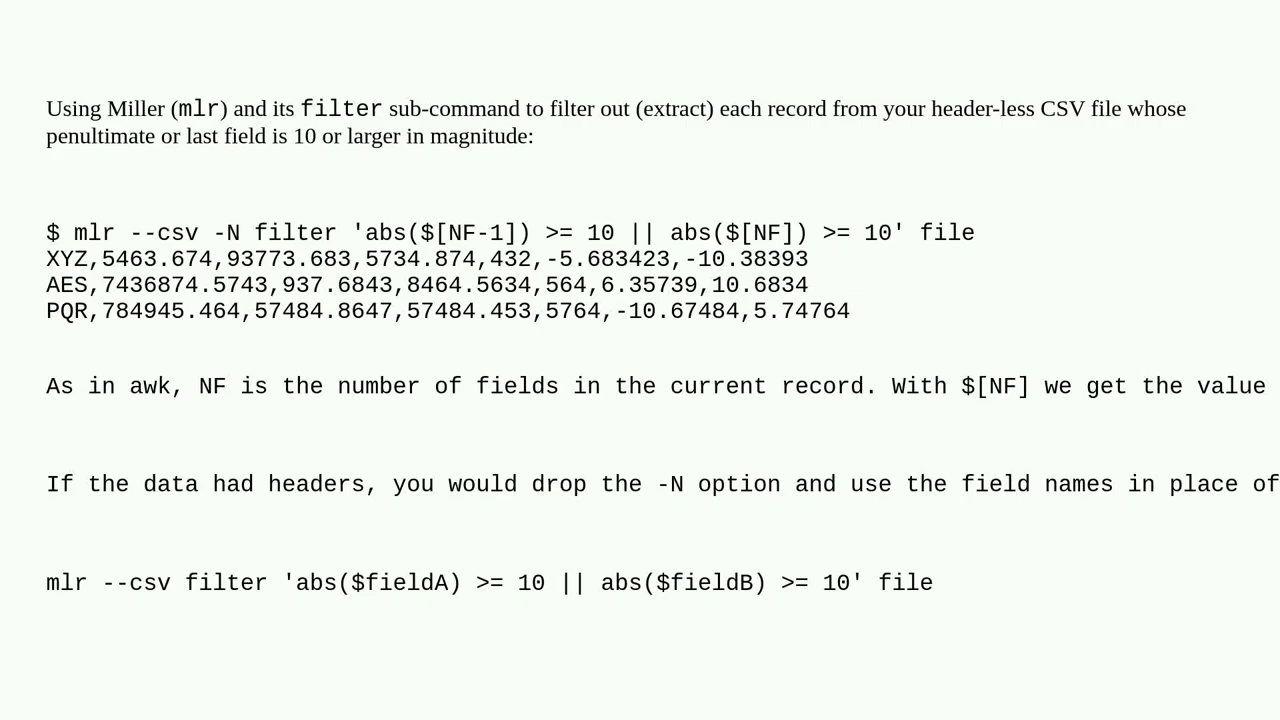 Using Miller (mlr) and its filter sub-command to filter out (extract) each record from your header-less CSV file whose
penultimate or last field is 10 or larger in magnitude:
$ mlr --csv -N filter 'abs($[NF-1]) >= 10 || abs($[NF]) >= 10' file
XYZ,5463.674,93773.683,5734.874,432,-5.683423,-10.38393
AES,7436874.5743,937.6843,8464.5634,564,6.35739,10.6834
PQR,784945.464,57484.8647,57484.453,5764,-10.67484,5.74764
As in awk, NF is the number of fields in the current record. With $[NF] we get the value
If the data had headers, you would drop the -N option and use the field names in place of
mlr --csv filter 'abs($fieldA) >= 10 || abs($fieldB) >= 10' file